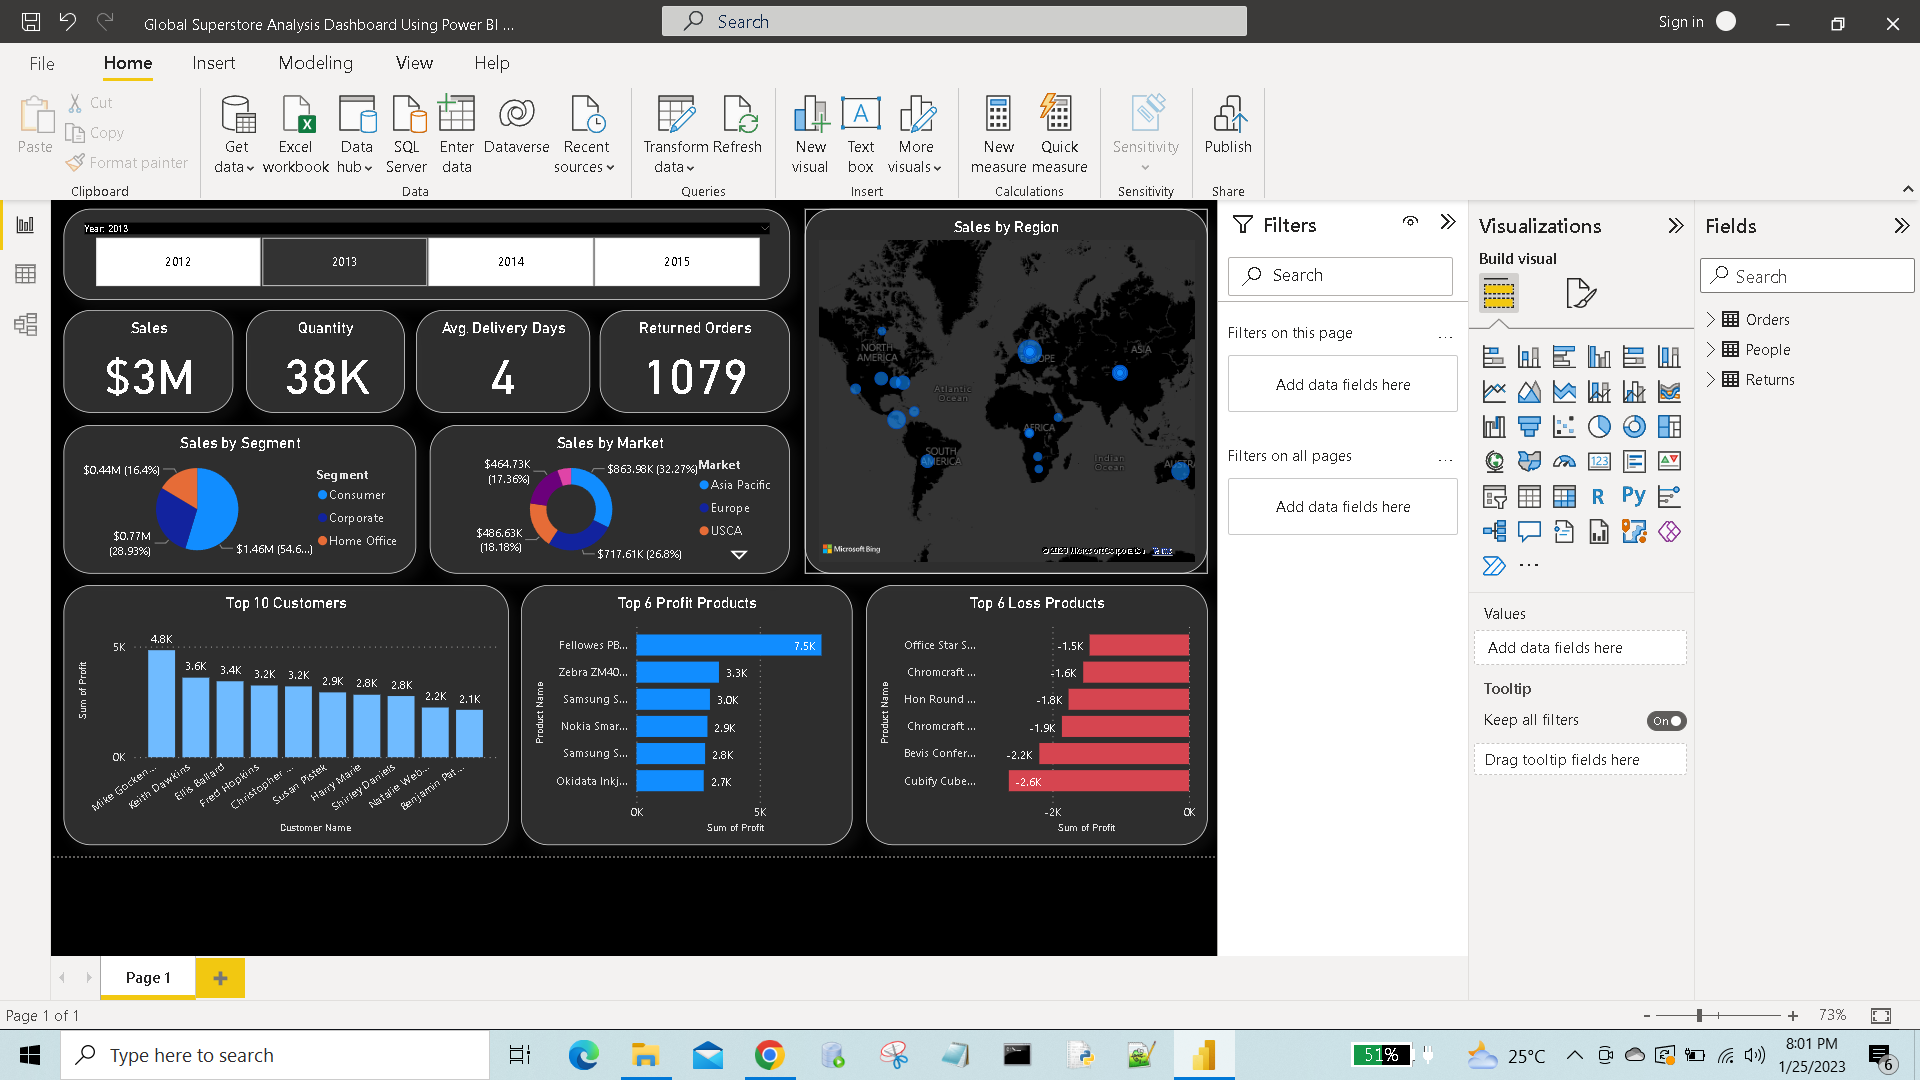 Global Superstore Analysis Dashboard Using Power BI ...
Search
Sign in
File
Home
Insert
Modeling
View
Help
Paste
Cut
Copy
Format painter
Clipboard
Get data
Excel workbook
Data hub
SQL Server
Enter data
Dataverse
Recent sources
Data
Transform data
Refresh
Queries
New visual
Text box
More visuals
Insert
New measure
Quick measure
Calculations
Sensitivity
Sensitivity
Publish
Share
Year: 2013
2012
2013
2014
2015
Sales
$3M
Quantity
38K
Avg. Delivery Days
4
Returned Orders
1079
Sales by Segment
$0.44M (16.4%)
$0.77M
(28.93%)
$1.46M (54.6...)
Segment
Consumer
Corporate
Home Office
Sales by Market
$464.73K
(17.36%)
$863.98K (32.27%)
$486.63K
(18.18%)
$717.61K (26.8%)
Market
Asia Pacific
Europe
USCA
Sales by Region
NORTH
AMERICA
EUROPE
ASIA
Atlantic
Ocean
AFRICA
SOUTH
AMERICA
Indian
Ocean
AUSTR
Microsoft Bing
Terms
Top 10 Customers
Sum of Profit
5K
0K
4.8K
3.6K
3.4K
3.2K
3.2K
2.9K
2.8K
2.8K
2.2K
2.1K
Mike Gocken...
Keith Dawkins
Ellis Ballard
Fred Hopkins
Christopher ...
Susan Pistek
Harry Marie
Shirley Daniels
Natalie Web...
Benjamin Pat...
Customer Name
Top 6 Profit Products
Product Name
Fellowes PB...
7.5K
Zebra ZM40...
3.3K
Samsung S...
3.0K
Nokia Smar...
2.9K
Samsung S...
2.8K
Okidata Inkj...
2.7K
0K
5K
Sum of Profit
Top 6 Loss Products
Product Name
Office Star S...
-1.5K
Chromcraft ...
-1.6K
Hon Round ...
-1.8K
Chromcraft ...
-1.9K
Bevis Confer...
-2.2K
Cubify Cube...
-2.6K
-2K
0K
Sum of Profit
Filters
Search
Filters on this page
...
Add data fields here
Filters on all pages
...
Add data fields here
Visualizations
Build visual
123
R
Py
...
Values
Add data fields here
Tooltip
Keep all filters
On
Drag tooltip fields here
Fields
Search
Orders
People
Returns
Page 1
Page 1 of 1
73%
Type here to search
51%
25°C
8:01 PM
1/25/2023
6